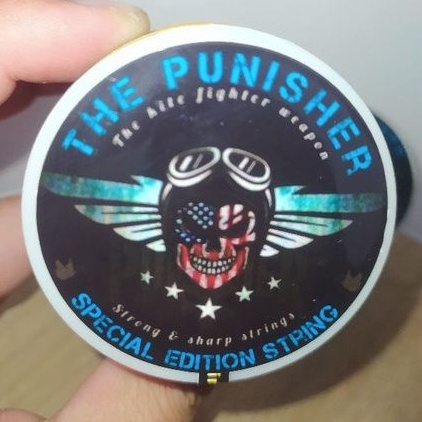 THE PUNISHER
The kite fighter weapon
Strong & sharp strings
SPECIAL EDITION STRING